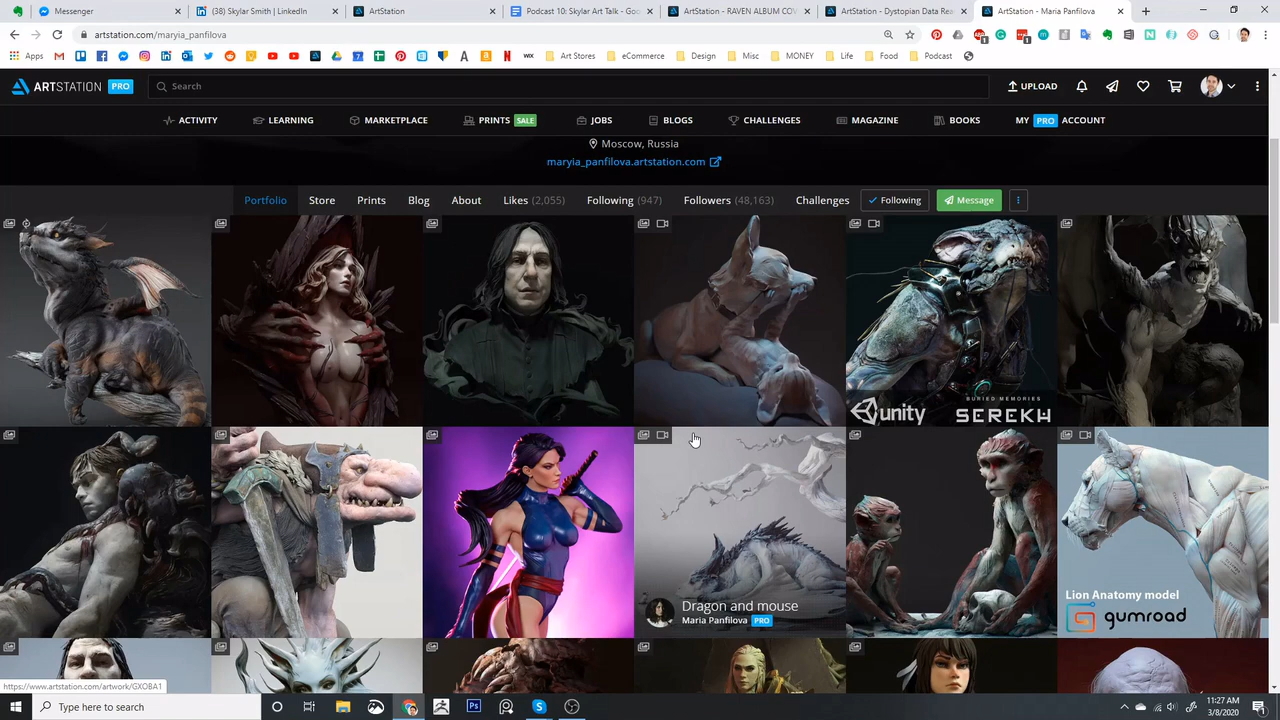 Messenger
(38) Skylar Smith | LinkedIn
ArtStation
Podcast 10: Skylar Art Talk - Goo
ArtStation - RAVEN ALBUM COV
ArtStation - Dystopian Data Rea
ArtStation - Maria Panfilova
artstation.com/maryia_panfilova
Apps
Art Stores
eCommerce
Design
Misc
MONEY
Life
Food
Podcast
ARTSTATION PRO
Search
UPLOAD
ACTIVITY
LEARNING
MARKETPLACE
PRINTS SALE
JOBS
BLOGS
CHALLENGES
MAGAZINE
BOOKS
MY PRO ACCOUNT
Moscow, Russia
maryia_panfilova.artstation.com
Portfolio
Store
Prints
Blog
About
Likes (2,055)
Following (947)
Followers (48,163)
Challenges
Following
Message
unity
BURIED MEMORIES
SEREKH
Dragon and mouse
Maria Panfilova PRO
Lion Anatomy model
gumroad
https://www.artstation.com/artwork/GXOBA1
Type here to search
11:27 AM
3/8/2020